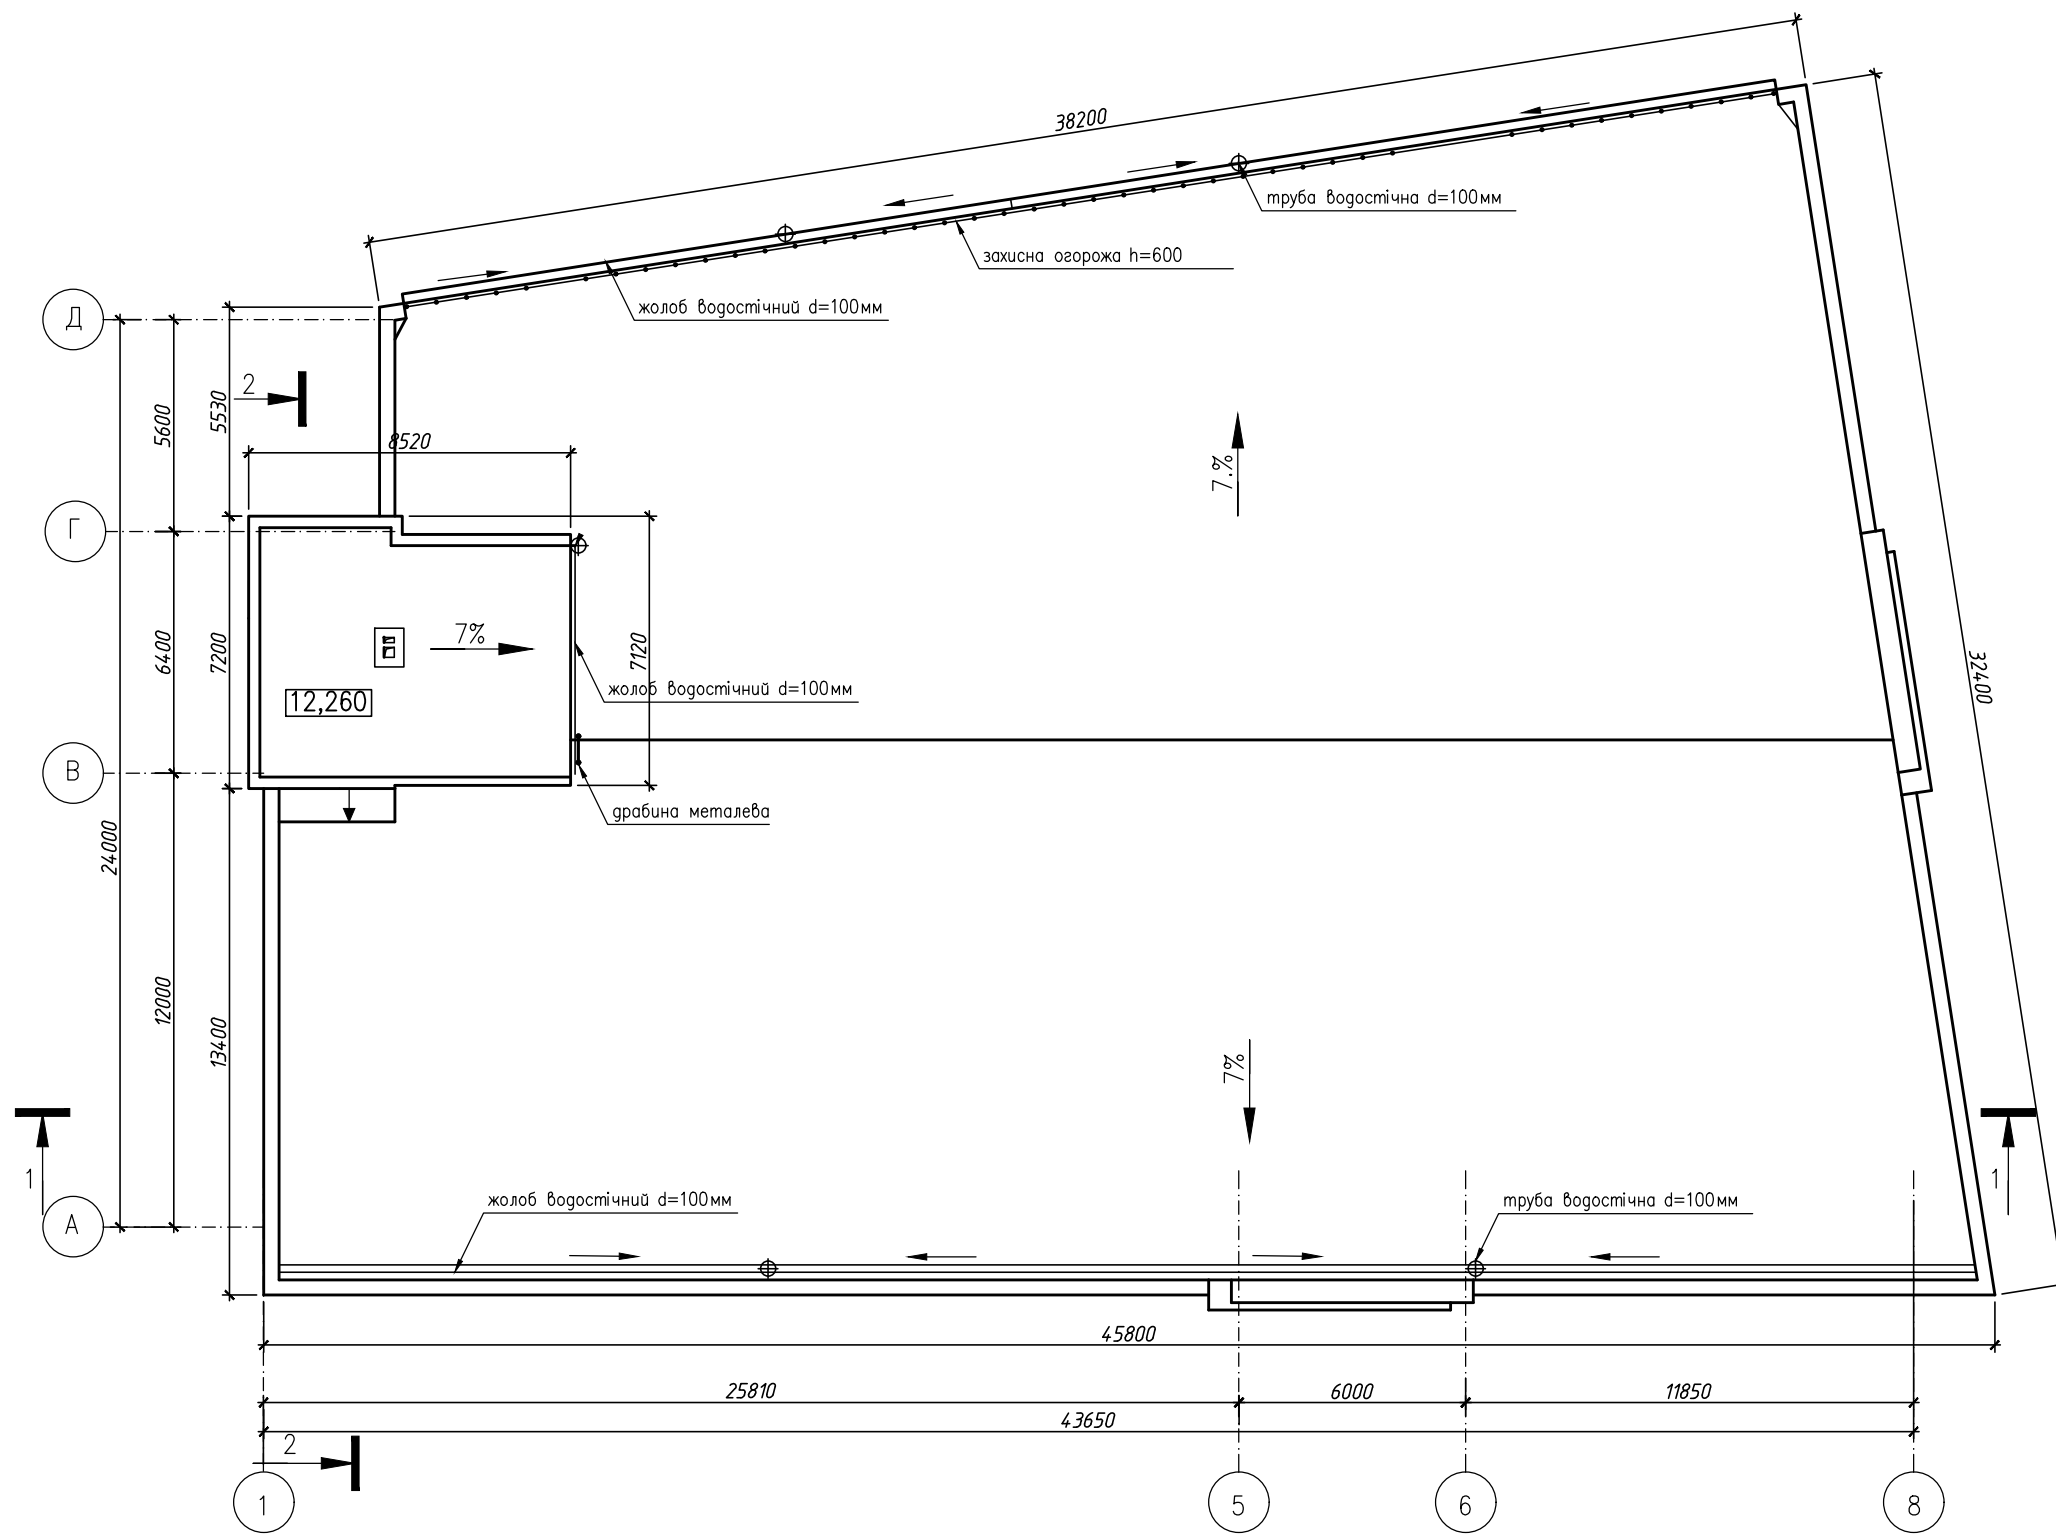 38200
труба водостічна d=100мм
захисна огорожа h=600
жолоб водостічний d=100мм
Д
2
5600
5530
8520
7.%
Г
7%
6400
7200
7120
32400
жолоб водостічний d=100мм
12,260
В
драбина металева
24000
12000
13400
7%
1
1
А
жолоб водостічний d=100мм
труба водостічна d=100мм
45800
25810
6000
11850
43650
2
1
5
6
8